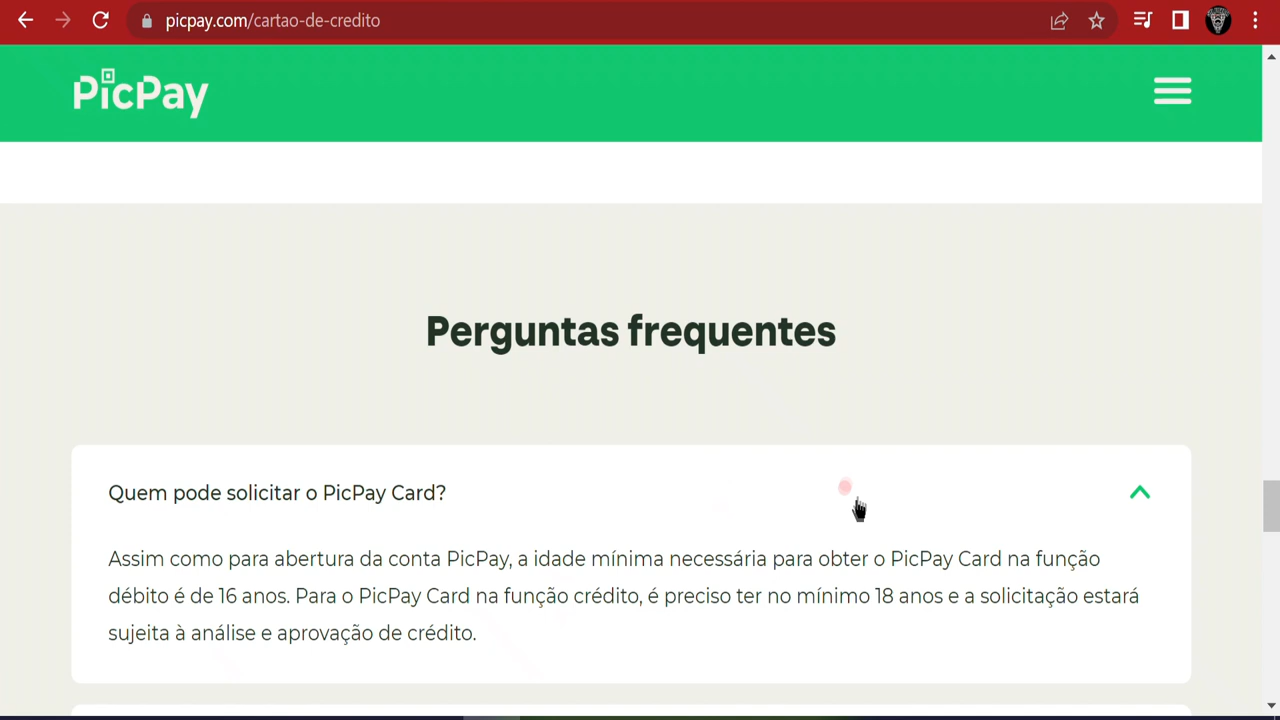 picpay.com/cartao-de-credito
PicPay
Perguntas frequentes
Quem pode solicitar o PicPay Card?
Assim como para abertura da conta PicPay, a idade mínima necessária para obter o PicPay Card na função
débito é de 16 anos. Para o PicPay Card na função crédito, é preciso ter no mínimo 18 anos e a solicitação estará
sujeita à análise e aprovação de crédito.